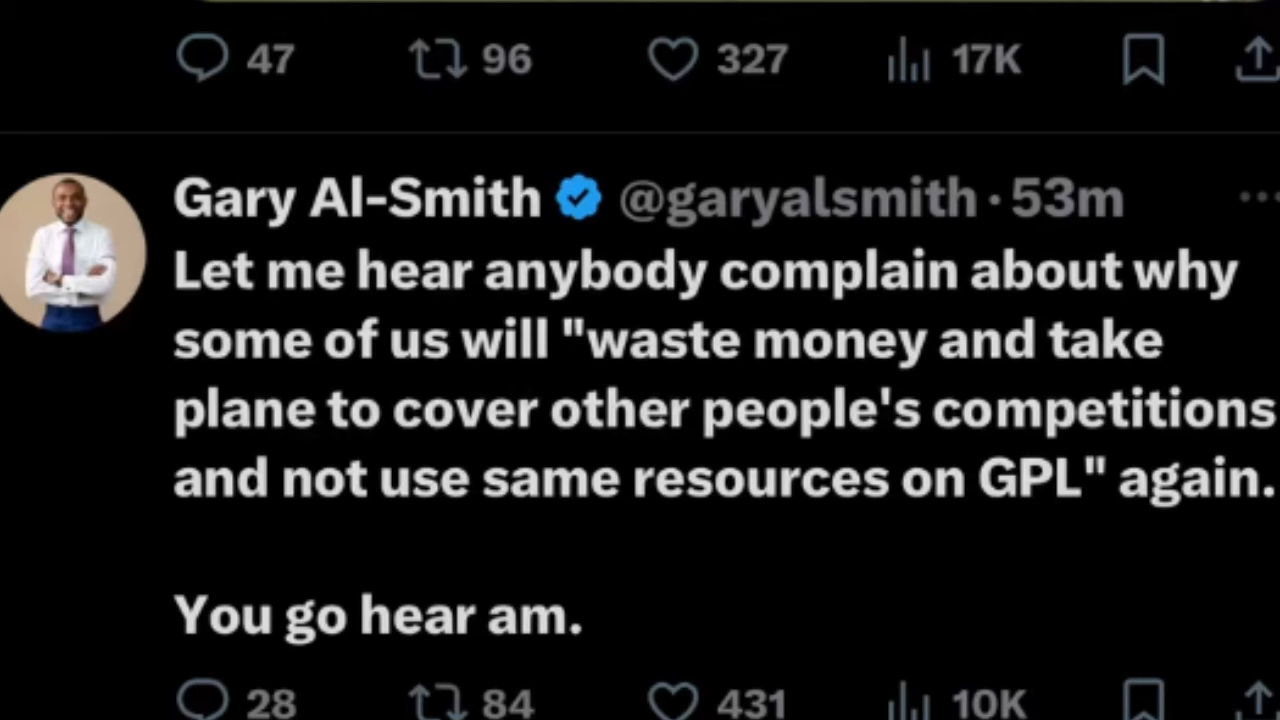 47 96 327 17K
Gary Al-Smith @garyalsmith · 53m
Let me hear anybody complain about why
some of us will "waste money and take
plane to cover other people's competitions
and not use same resources on GPL" again.
You go hear am.
28 84 431 10K